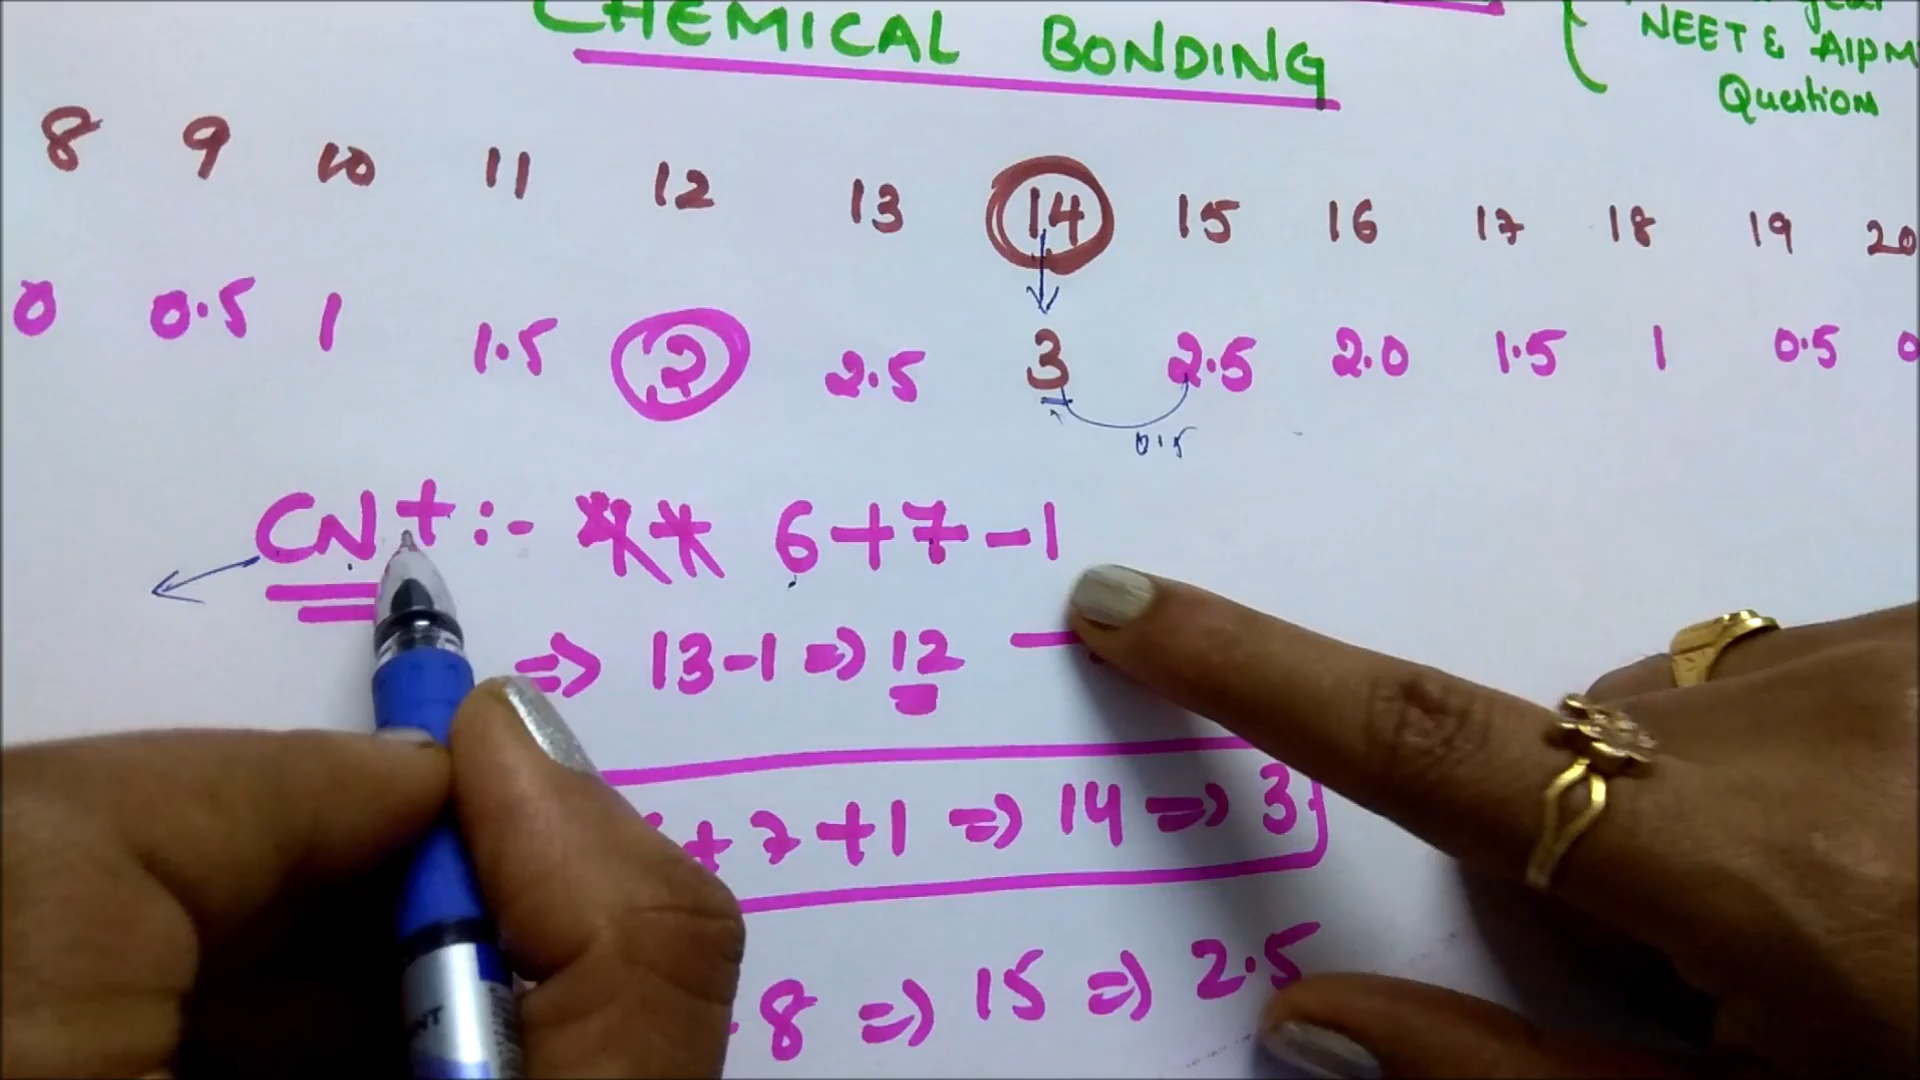 CHEMICAL BONDING
NEET & AIPM
Questions
8 9 10 11 12 13 14 15 16 17 18 19 20
0 0.5 1 1.5 2 2.5 3 2.5 2.0 1.5 1 0.5 0
0.5
CN+ :- ** 6+7-1
=> 13-1 => 12
+7+1 => 14 => 3
8 => 15 => 2.5